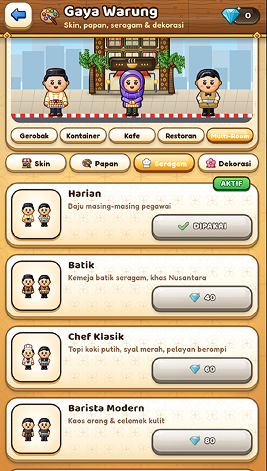 Gaya Warung
Skin, papan, seragam & dekorasi
0
Gerobak
Kontainer
Kafe
Restoran
Multi-Room
Skin
Papan
Seragam
Dekorasi
AKTIF
Harian
Baju masing-masing pegawai
DIPAKAI
Batik
Kemeja batik seragam, khas Nusantara
40
Chef Klasik
Topi koki putih, syal merah, pelayan berompi
60
Barista Modern
Kaos arang & celemek kulit
80